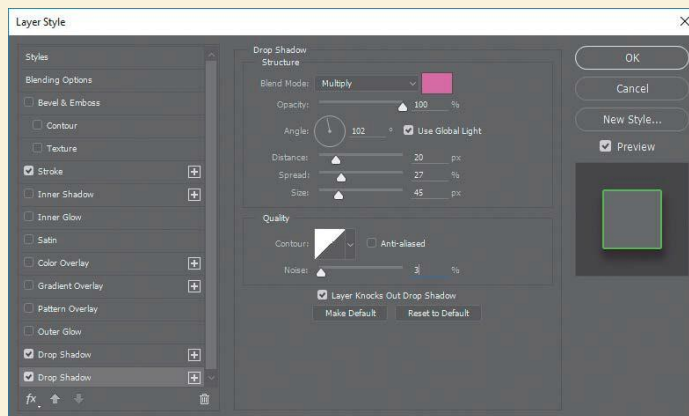 Layer Style
Styles
Blending Options
Bevel & Emboss
Contour
Texture
Stroke
Inner Shadow
Inner Glow
Satin
Color Overlay
Gradient Overlay
Pattern Overlay
Outer Glow
Drop Shadow
Drop Shadow
fx
Drop Shadow
Structure
Blend Mode: Multiply
Opacity: 100 %
Angle: 102 ° Use Global Light
Distance: 20 px
Spread: 27 %
Size: 45 px
Quality
Contour: Anti-aliased
Noise: 3 %
Layer Knocks Out Drop Shadow
Make Default Reset to Default
OK
Cancel
New Style...
Preview